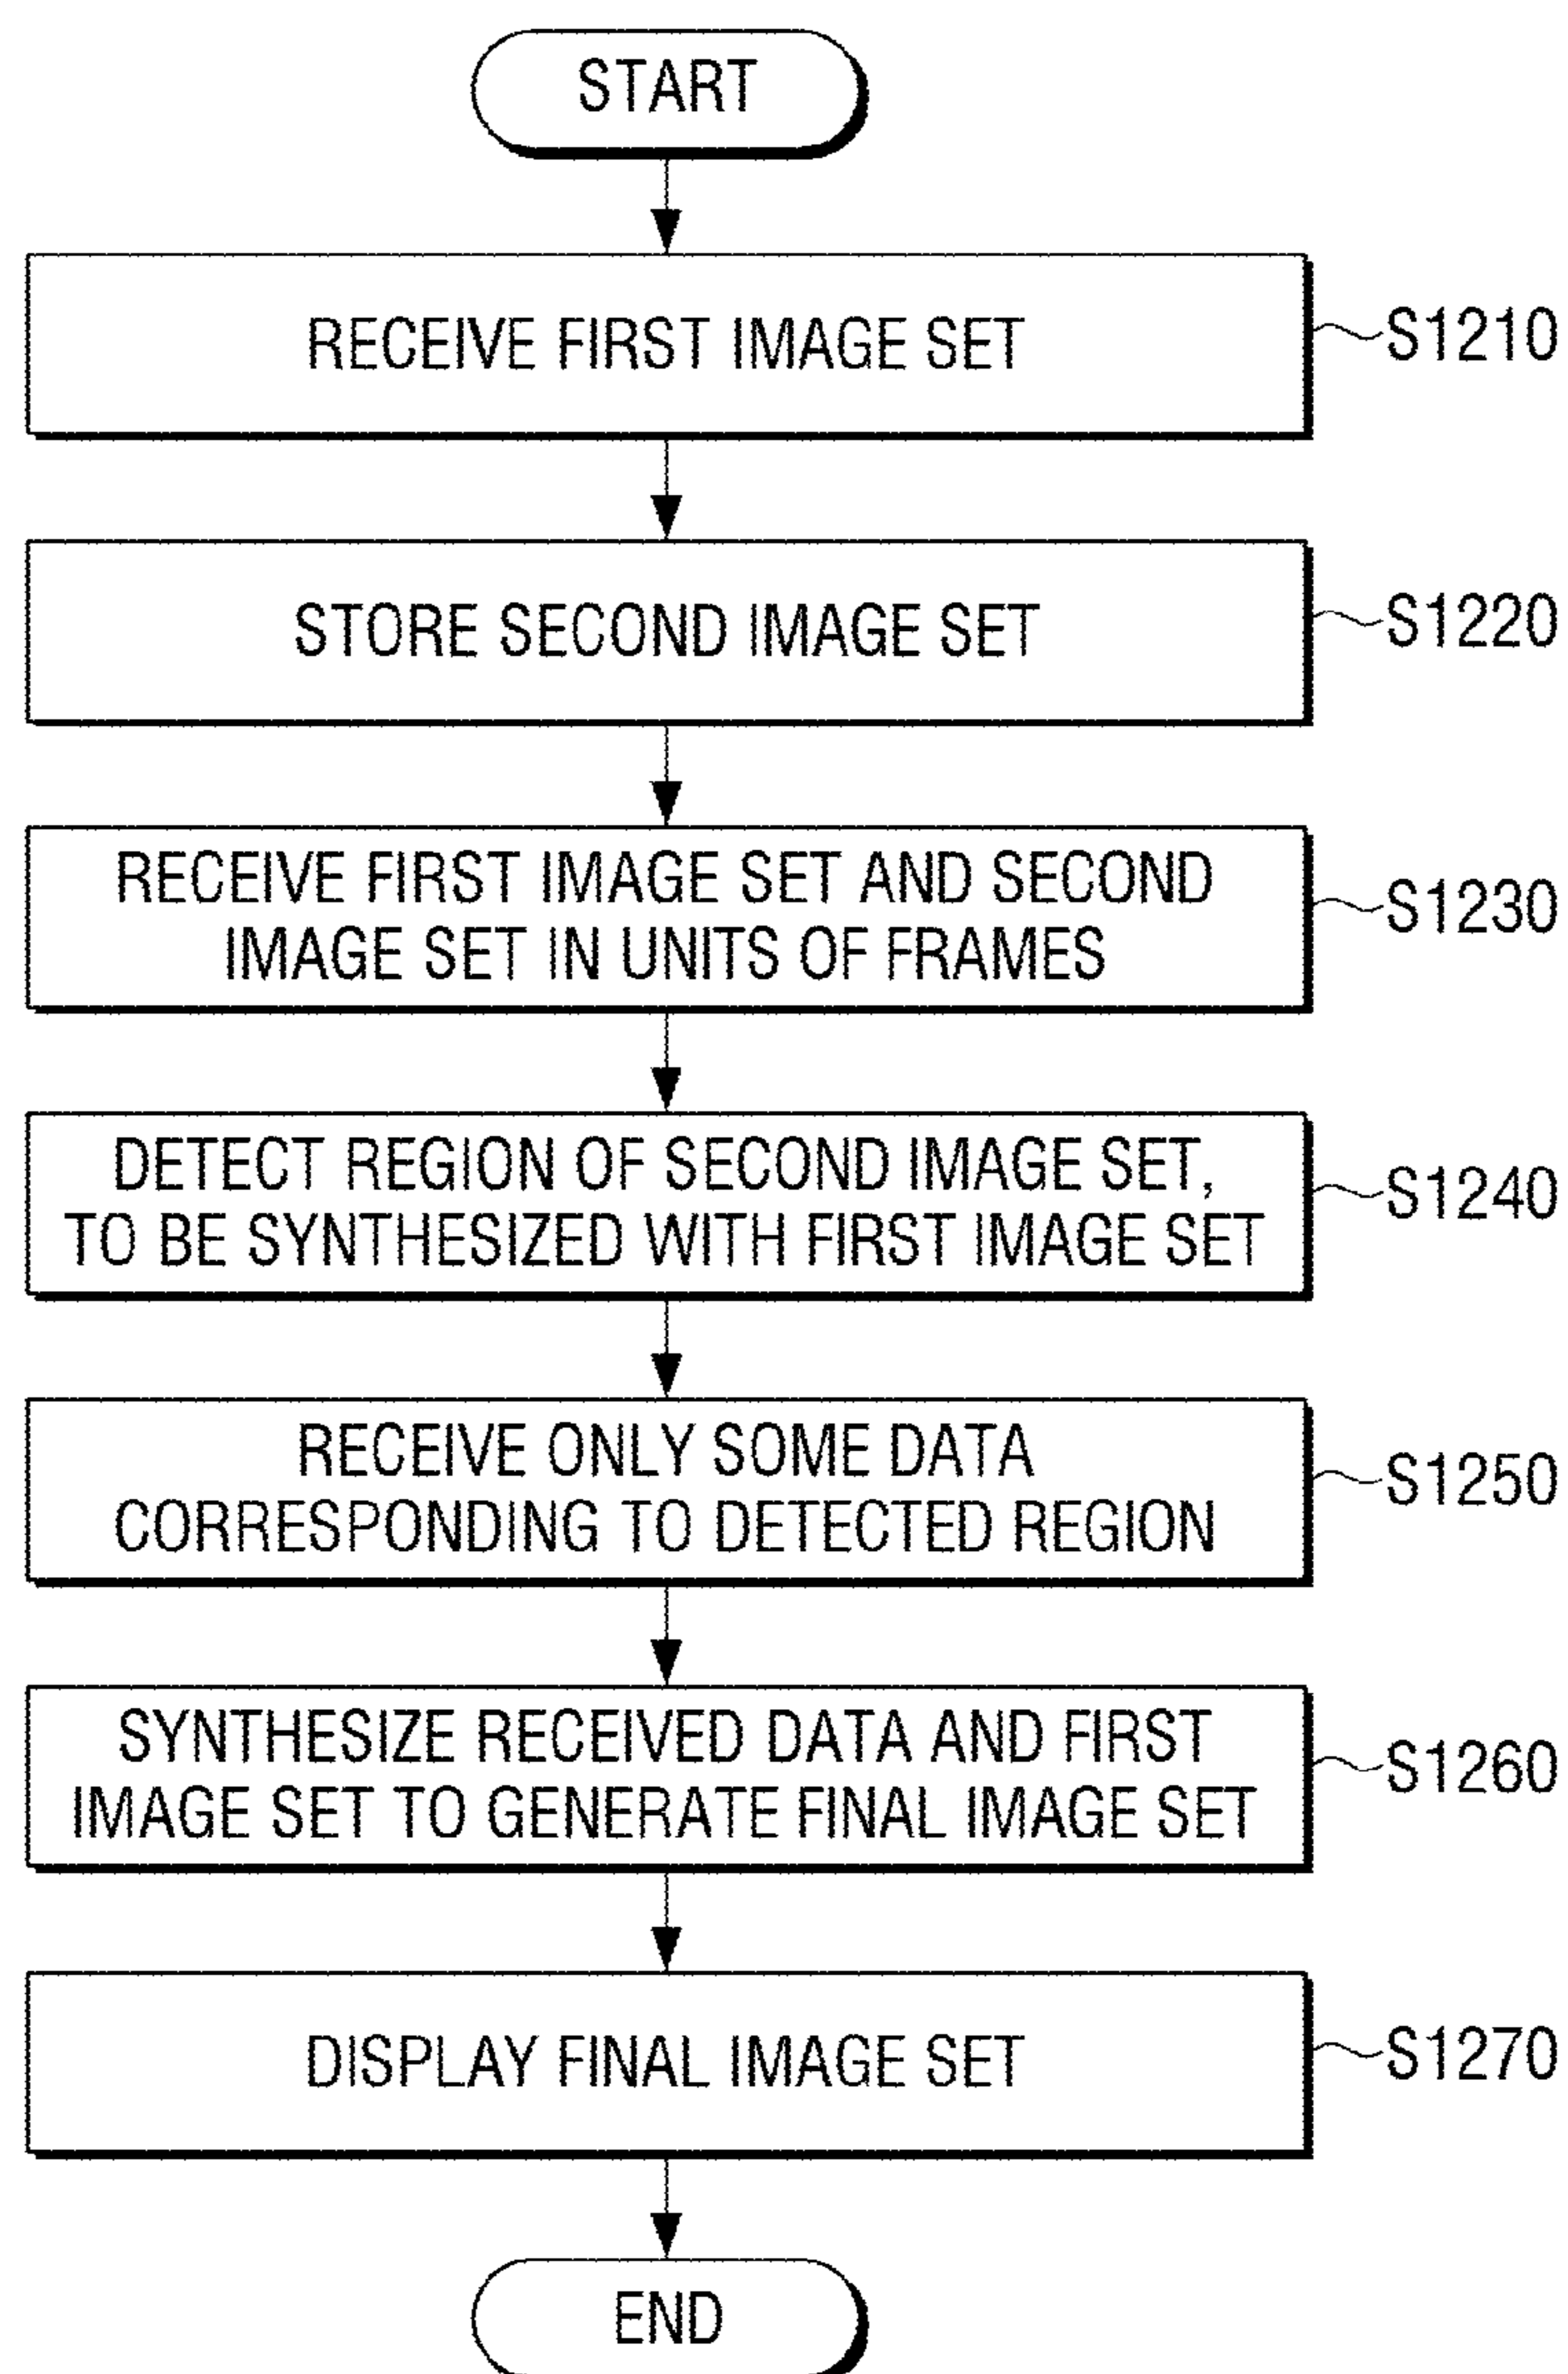 START
RECEIVE FIRST IMAGE SET
S1210
STORE SECOND IMAGE SET
S1220
RECEIVE FIRST IMAGE SET AND SECOND
IMAGE SET IN UNITS OF FRAMES
S1230
DETECT REGION OF SECOND IMAGE SET,
TO BE SYNTHESIZED WITH FIRST IMAGE SET
S1240
RECEIVE ONLY SOME DATA
CORRESPONDING TO DETECTED REGION
S1250
SYNTHESIZE RECEIVED DATA AND FIRST
IMAGE SET TO GENERATE FINAL IMAGE SET
S1260
DISPLAY FINAL IMAGE SET
S1270
END